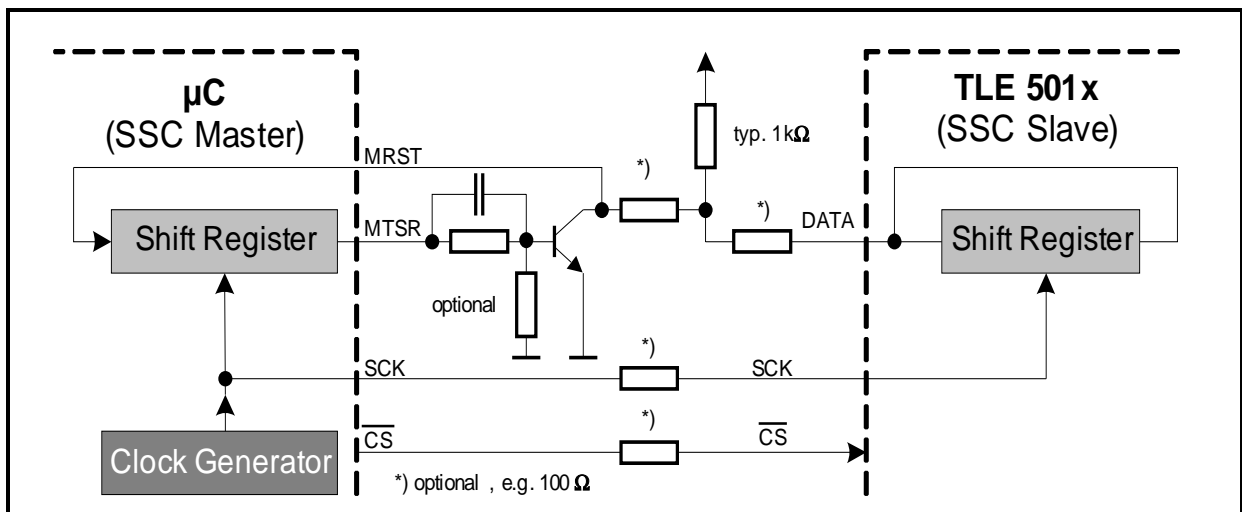 µC
(SSC Master)
TLE 501x
(SSC Slave)
typ. 1kΩ
MRST
*)
*)
MTSR
DATA
Shift Register
Shift Register
optional
*)
SCK
SCK
*)
CS
CS
Clock Generator
*) optional , e.g. 100 Ω